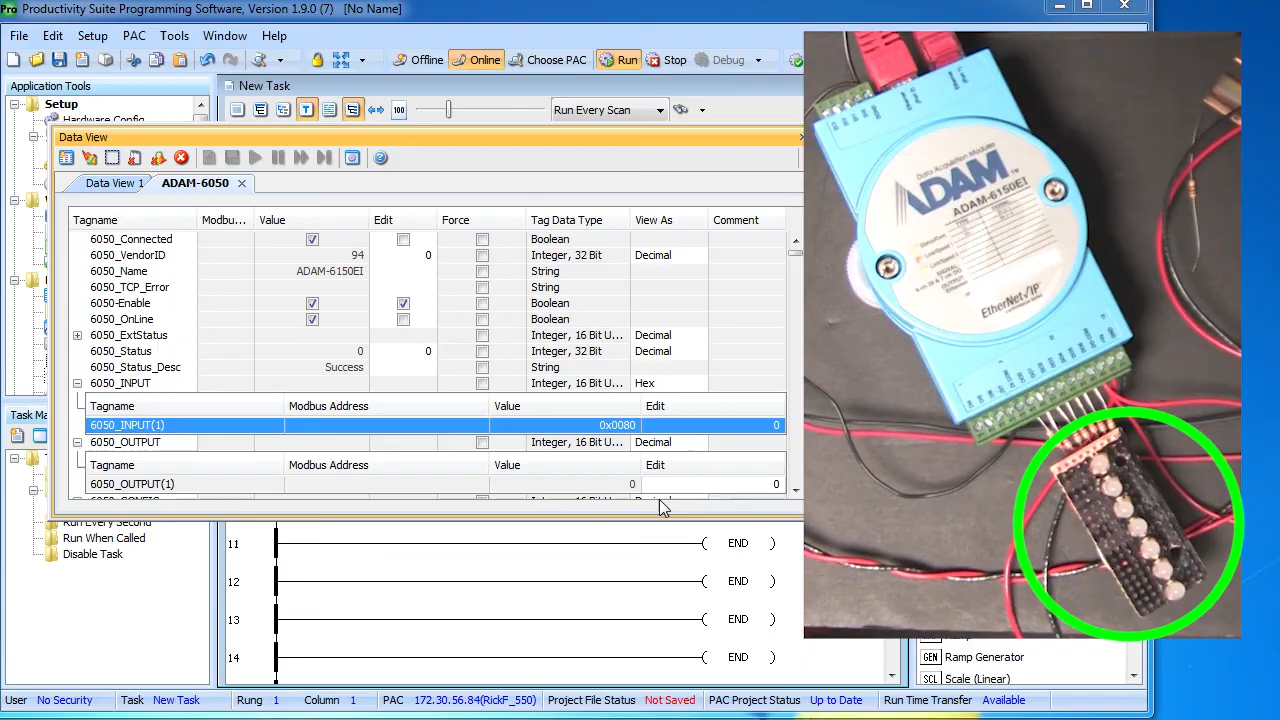 Pro Productivity Suite Programming Software, Version 1.9.0 (7) [No Name]
File Edit Setup PAC Tools Window Help
Offline Online Choose PAC Run Stop Debug
Application Tools
New Task
Setup
Hardware Config
T 100 Run Every Scan
Data View
Data View 1 ADAM-6050
Tagname Modbu... Value Edit Force Tag Data Type View As Comment
6050_Connected Boolean
6050_VendorID 94 0 Integer, 32 Bit Decimal
6050_Name ADAM-6150EI String
6050_TCP_Error String
6050-Enable Boolean
6050_OnLine Boolean
6050_ExtStatus Integer, 16 Bit U... Decimal
6050_Status 0 0 Integer, 32 Bit Decimal
6050_Status_Desc Success String
6050_INPUT Integer, 16 Bit U... Hex
Tagname Modbus Address Value Edit
6050_INPUT(1) 0x0080 0
6050_OUTPUT Integer, 16 Bit U... Decimal
Tagname Modbus Address Value Edit
6050_OUTPUT(1) 0 0
Task Ma
Run Every Second
Run When Called
Disable Task
11 END
12 END
13 END
14 END
Data Acquisition Modules
ADAM™
ADAM-6150EI
EtherNet/IP
GEN Ramp Generator
SCL Scale (Linear)
User No Security Task New Task Rung 1 Column 1 PAC 172.30.56.84(RickF_550) Project File Status Not Saved PAC Project Status Up to Date Run Time Transfer Available